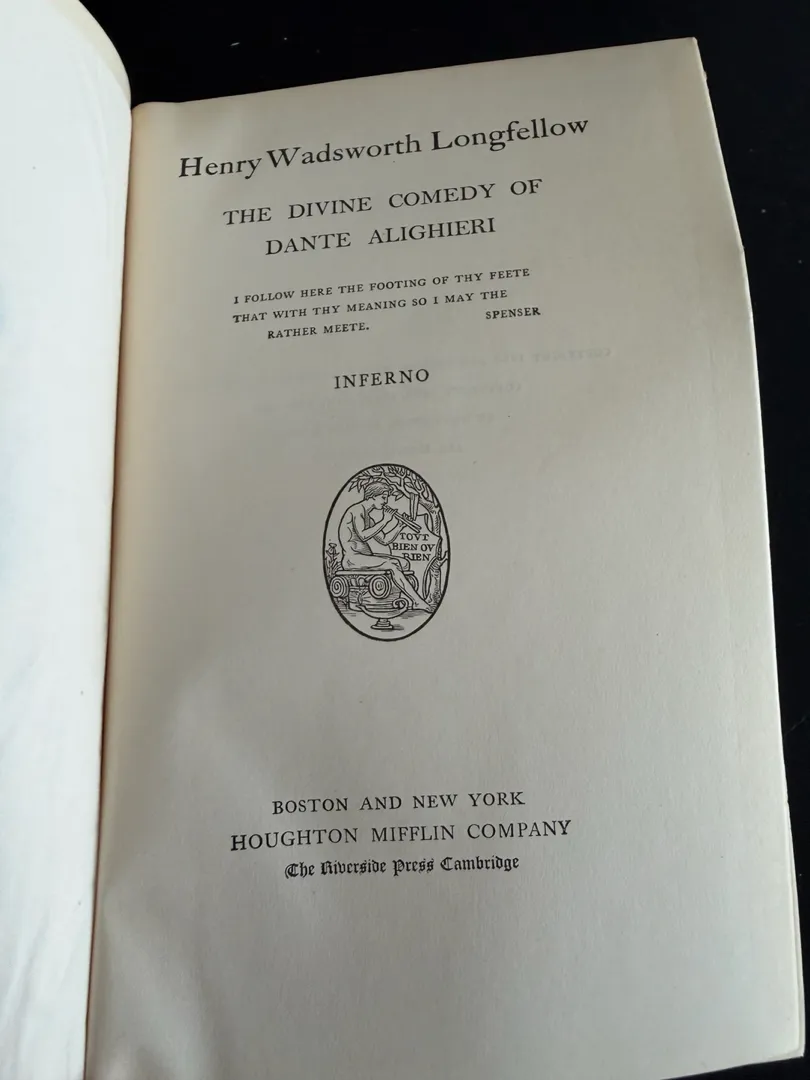 Henry Wadsworth Longfellow
THE DIVINE COMEDY OF
DANTE ALIGHIERI
I FOLLOW HERE THE FOOTING OF THY FEETE
THAT WITH THY MEANING SO I MAY THE
RATHER MEETE. SPENSER
INFERNO
TOVT
BIEN OV
RIEN
BOSTON AND NEW YORK
HOUGHTON MIFFLIN COMPANY
The Riverside Press Cambridge